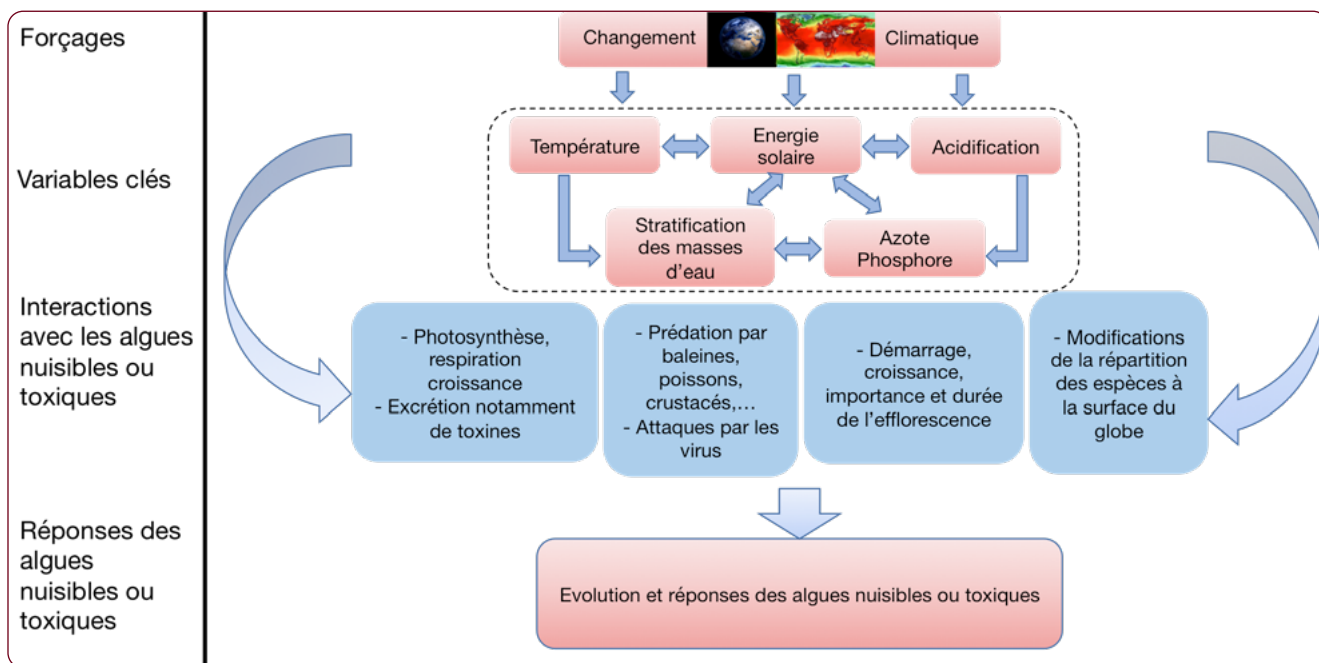 Forçages
Changement
Climatique
Variables clés
Température
Energie
solaire
Acidification
Stratification
des masses
d'eau
Azote
Phosphore
Interactions
avec les algues
nuisibles ou
toxiques
- Photosynthèse,
respiration
croissance
- Excrétion notamment
de toxines
- Prédation par
baleines,
poissons,
crustacés,...
- Attaques par les
virus
- Démarrage,
croissance,
importance et durée
de l'efflorescence
- Modifications
de la répartition
des espèces à
la surface du
globe
Réponses des
algues
nuisibles ou
toxiques
Evolution et réponses des algues nuisibles ou toxiques